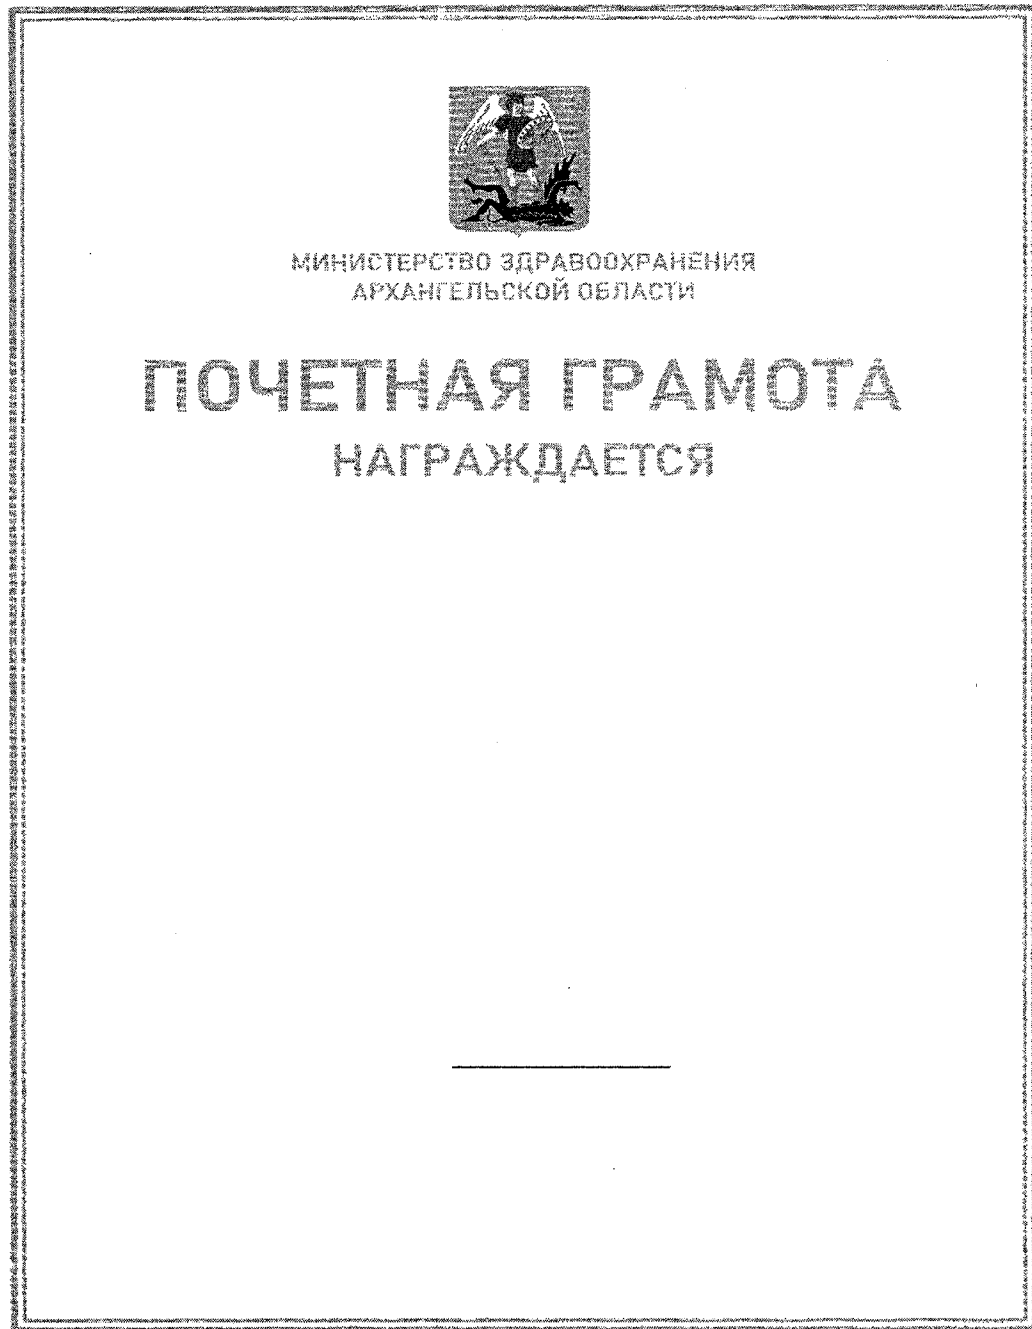 МИНИСТЕРСТВО ЗДРАВООХРАНЕНИЯ
АРХАНГЕЛЬСКОЙ ОБЛАСТИ
ПОЧЕТНАЯ ГРАМОТА
НАГРАЖДАЕТСЯ